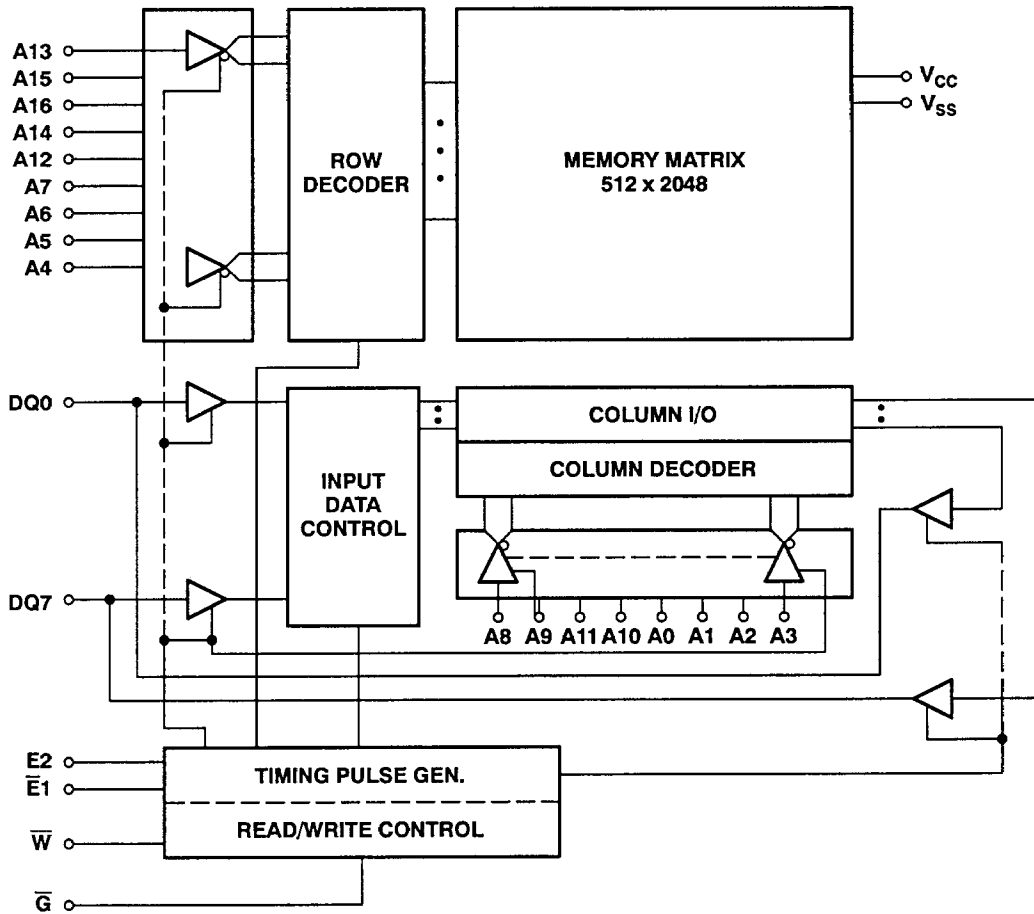 A13
A15
A16
A14
A12
A7
A6
A5
A4
ROW
DECODER
MEMORY MATRIX
512 x 2048
VCC
VSS
DQ0
DQ7
INPUT
DATA
CONTROL
COLUMN I/O
COLUMN DECODER
A8 A9 A11 A10 A0 A1 A2 A3
E2
E̅1
W̅
G̅
TIMING PULSE GEN.
READ/WRITE CONTROL